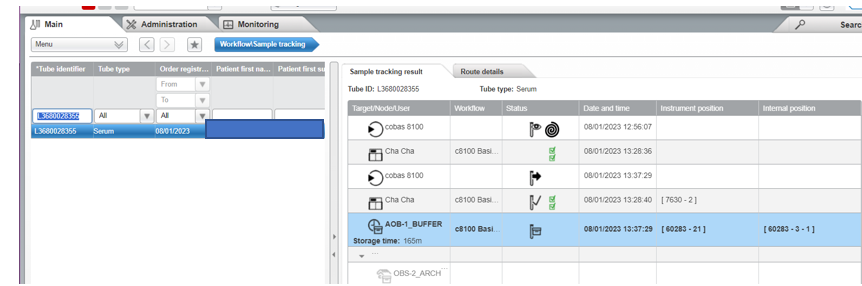 Main Administration Monitoring
Searc
Menu Workflow\Sample tracking
*Tube identifier Tube type Order registr... Patient first na... Patient first su
From
To
L3680028355 All All
L3680028355 Serum 08/01/2023
Sample tracking result Route details
Tube ID: L3680028355 Tube type: Serum
Target/Node/User Workflow Status Date and time Instrument position Internal position
cobas 8100 08/01/2023 12:56:07
Cha Cha c8100 Basi... 08/01/2023 13:28:36
cobas 8100 08/01/2023 13:37:29
Cha Cha c8100 Basi... 08/01/2023 13:28:40 [ 7630 - 2 ]
AOB-1_BUFFER c8100 Basi... 08/01/2023 13:37:29 [ 60283 - 21 ] [ 60283 - 3 - 1 ]
Storage time: 165m
...
OBS-2_ARCH...